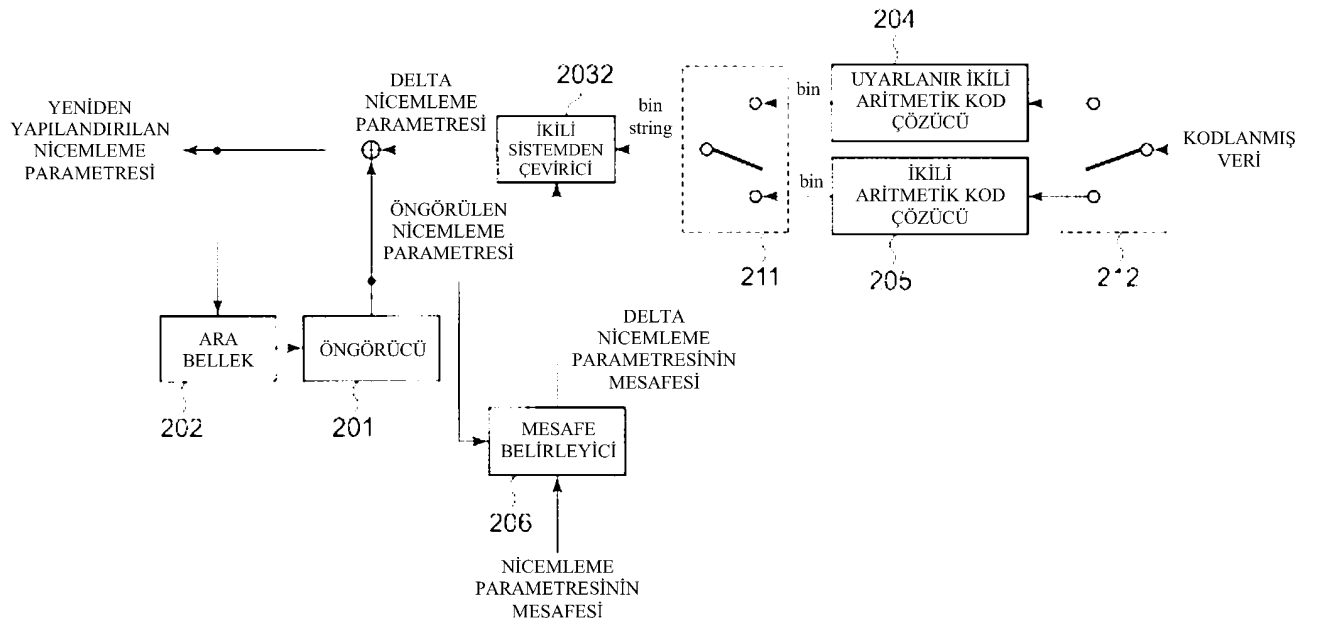 204
UYARLANIR İKİLİ
ARİTMETİK KOD
ÇÖZÜCÜ
bin
2032
İKİLİ
SİSTEMDEN
ÇEVİRİCİ
bin
string
DELTA
NİCEMLEME
PARAMETRESİ
YENİDEN
YAPILANDIRILAN
NİCEMLEME
PARAMETRESİ
KODLANMIŞ
VERİ
bin
İKİLİ
ARİTMETİK KOD
ÇÖZÜCÜ
ÖNGÖRÜLEN
NİCEMLEME
PARAMETRESİ
211
205
212
ARA
BELLEK
ÖNGÖRÜCÜ
DELTA
NİCEMLEME
PARAMETRESİNİN
MESAFESİ
202
201
MESAFE
BELİRLEYİCİ
206
NİCEMLEME
PARAMETRESİNİN
MESAFESİ